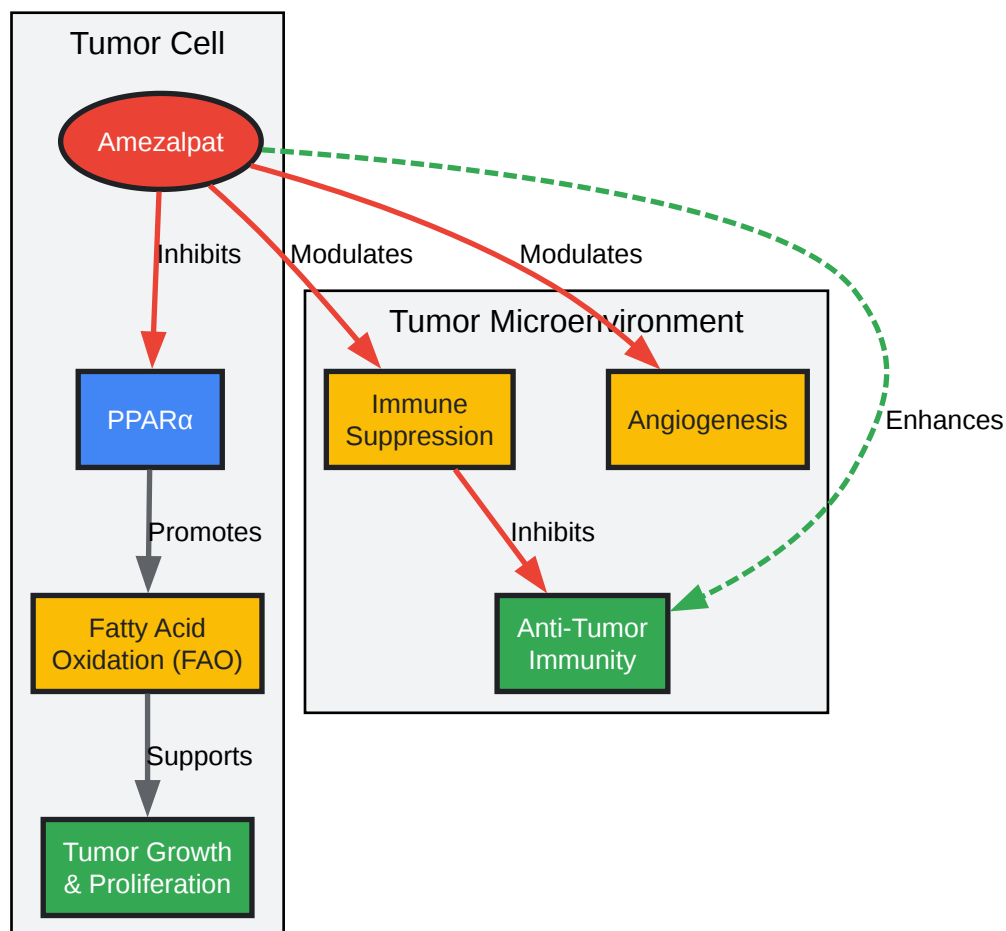 Tumor Cell
Amezalpat
Inhibits
Modulates
Modulates
Tumor Microenvironment
PPARα
Immune
Suppression
Angiogenesis
Enhances
Promotes
Inhibits
Fatty Acid
Oxidation (FAO)
Anti-Tumor
Immunity
Supports
Tumor Growth
& Proliferation